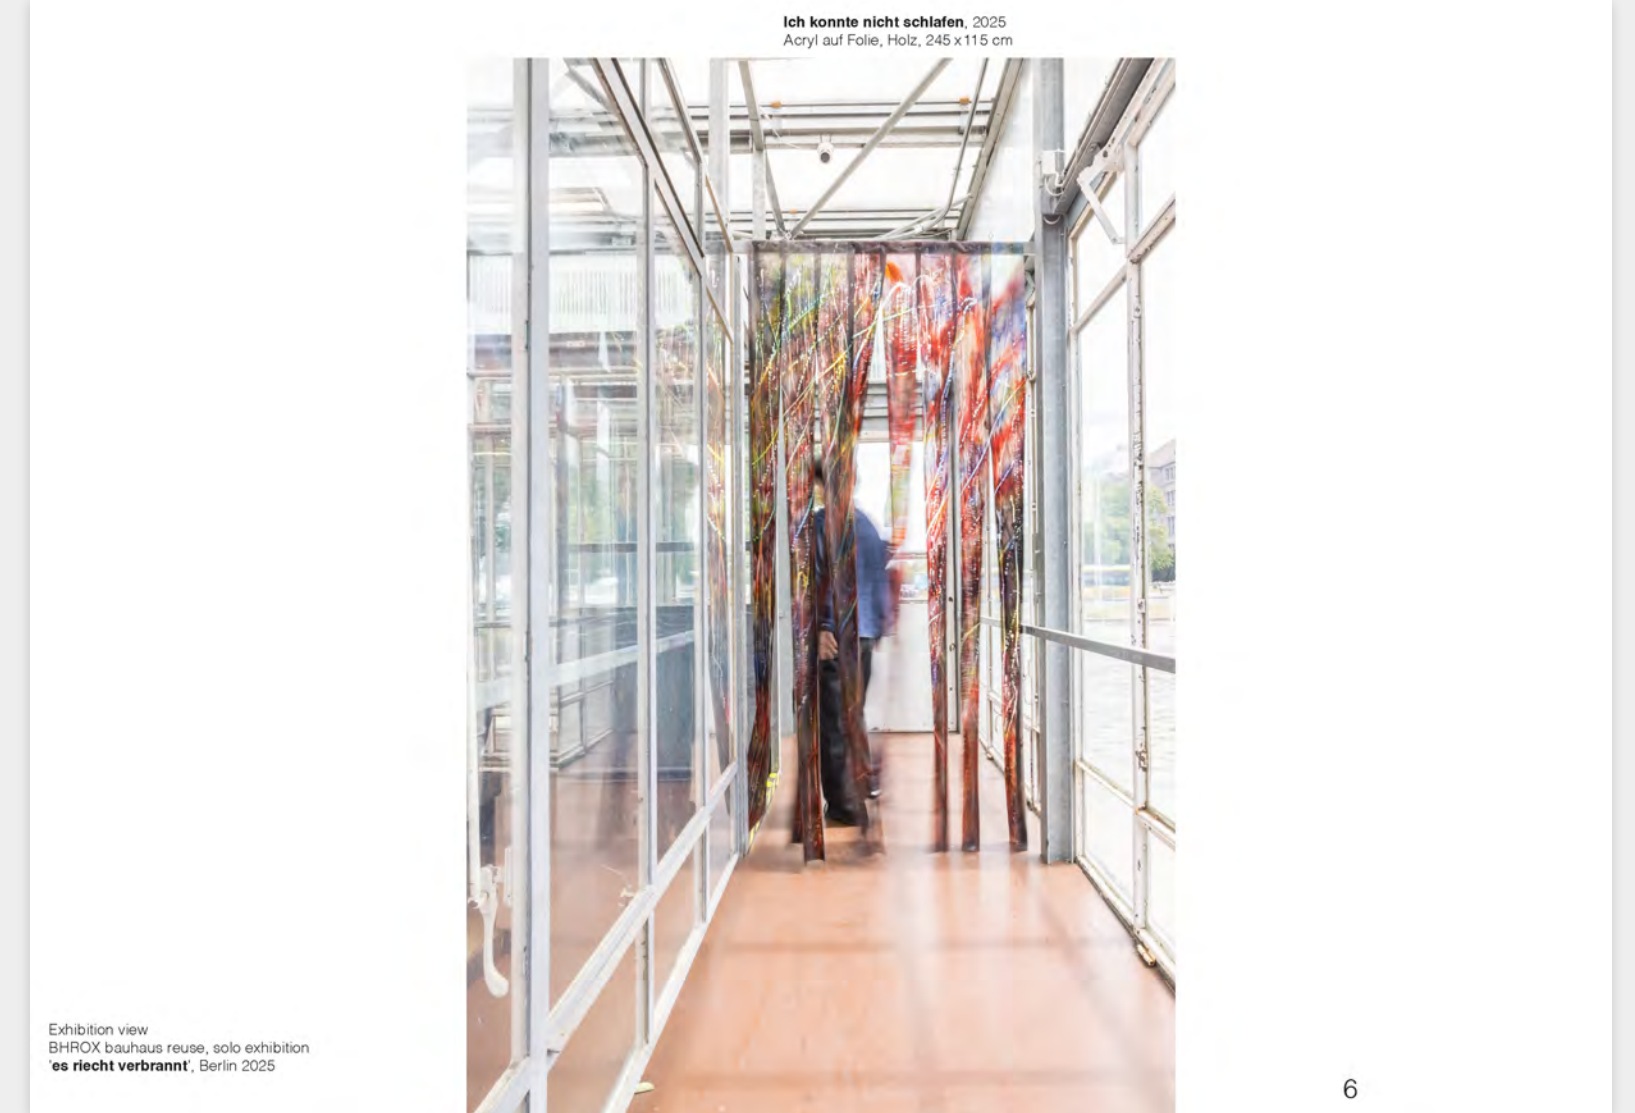 Ich konnte nicht schlafen, 2025
Acryl auf Folie, Holz, 245 x 115 cm
Exhibition view
BHROX bauhaus reuse, solo exhibition
'es riecht verbrannt', Berlin 2025
6